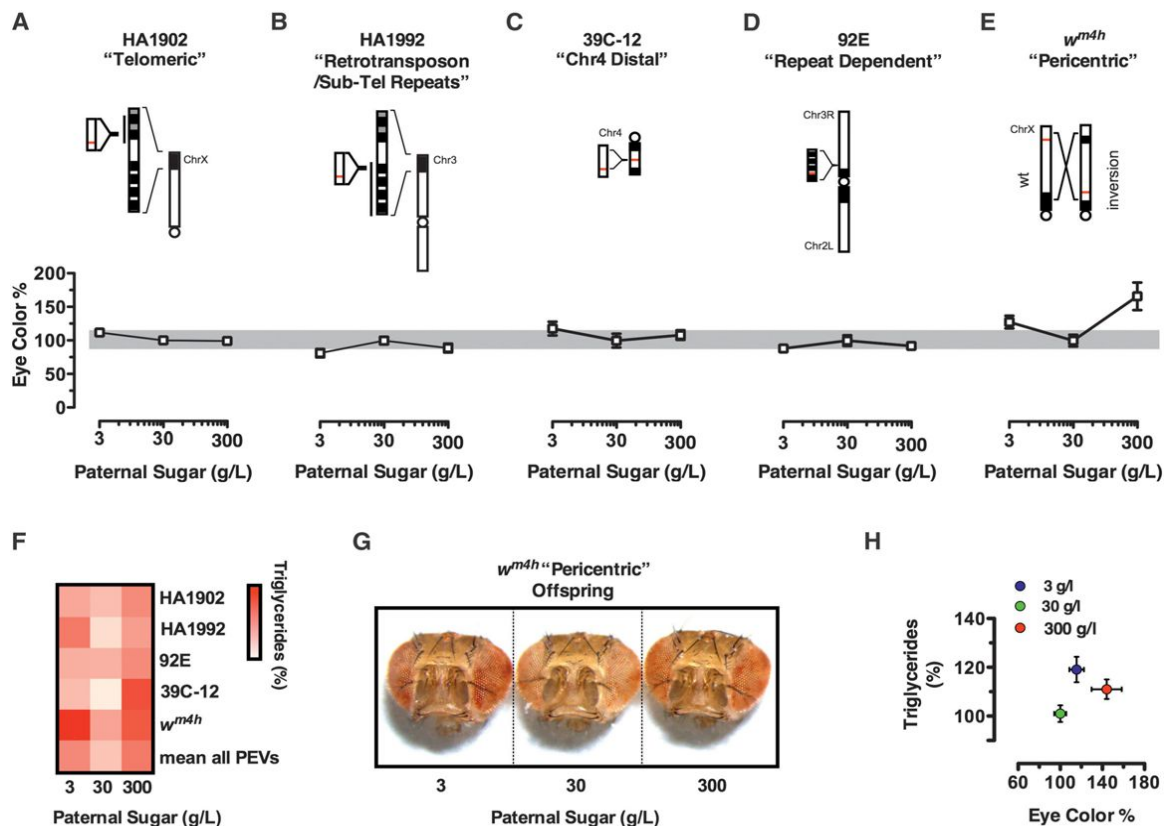 A
HA1902
“Telomeric”
ChrX
B
HA1992
“Retrotransposon
/Sub-Tel Repeats”
Chr3
C
39C-12
“Chr4 Distal”
Chr4
D
92E
“Repeat Dependent”
Chr3R
Chr2L
E
wm4h
“Pericentric”
ChrX
wt
inversion
Eye Color %
200
150
100
50
0
3 30 300
Paternal Sugar (g/L)
3 30 300
Paternal Sugar (g/L)
3 30 300
Paternal Sugar (g/L)
3 30 300
Paternal Sugar (g/L)
3 30 300
Paternal Sugar (g/L)
F
HA1902
HA1992
92E
39C-12
wm4h
mean all PEVs
3 30 300
Paternal Sugar (g/L)
Triglycerides
(%)
G
wm4h “Pericentric”
Offspring
3 30 300
Paternal Sugar (g/L)
H
3 g/l
30 g/l
300 g/l
Triglycerides
(%)
140
120
100
60 100 140 180
Eye Color %